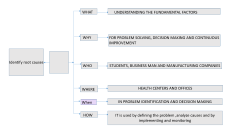 WHAT
UNDERSTANDING THE FUNDAMENTAL FACTORS
WHY
FOR PROBLEM SOLVING, DECISION MAKING AND CONTINUOUS
IMPROVEMENT
Identify root causes
WHO
STUDENTS, BUSINESS MAN AND MANUFACTURING COMPANIES
WHERE
HEALTH CENTERS AND OFFICES
When
IN PROBLEM IDENTIFICATION AND DECISION MAKING
HOW
IT is used by defining the problem ,analyze causes and by
implementing and monitoring